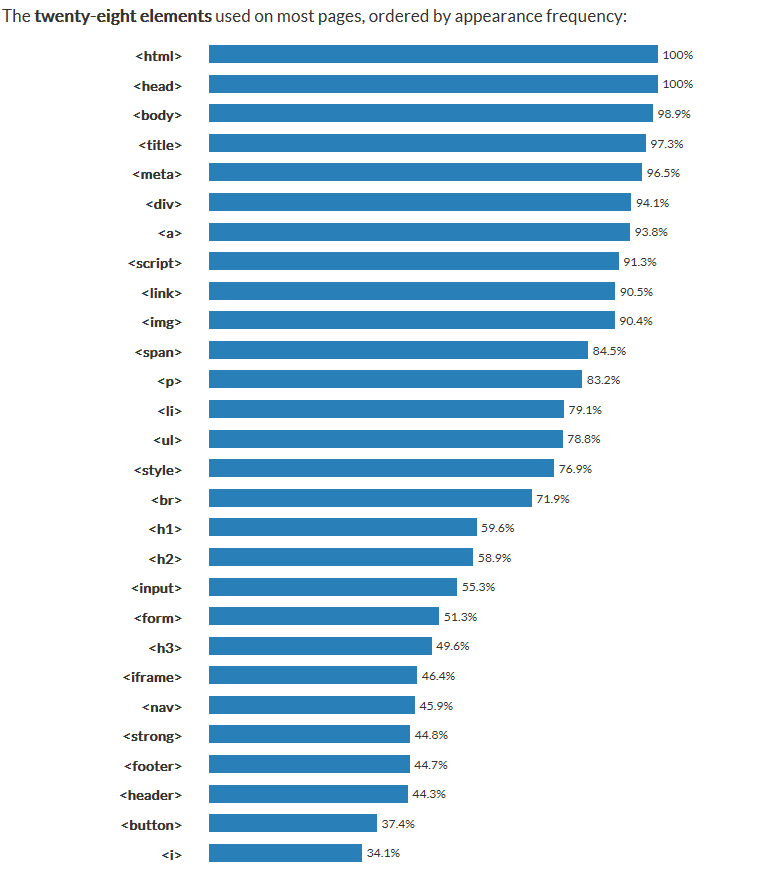 The twenty-eight elements used on most pages, ordered by appearance frequency:
<html> 100%
<head> 100%
<body> 98.9%
<title> 97.3%
<meta> 96.5%
<div> 94.1%
<a> 93.8%
<script> 91.3%
<link> 90.5%
<img> 90.4%
<span> 84.5%
<p> 83.2%
<li> 79.1%
<ul> 78.8%
<style> 76.9%
<br> 71.9%
<h1> 59.6%
<h2> 58.9%
<input> 55.3%
<form> 51.3%
<h3> 49.6%
<iframe> 46.4%
<nav> 45.9%
<strong> 44.8%
<footer> 44.7%
<header> 44.3%
<button> 37.4%
<i> 34.1%